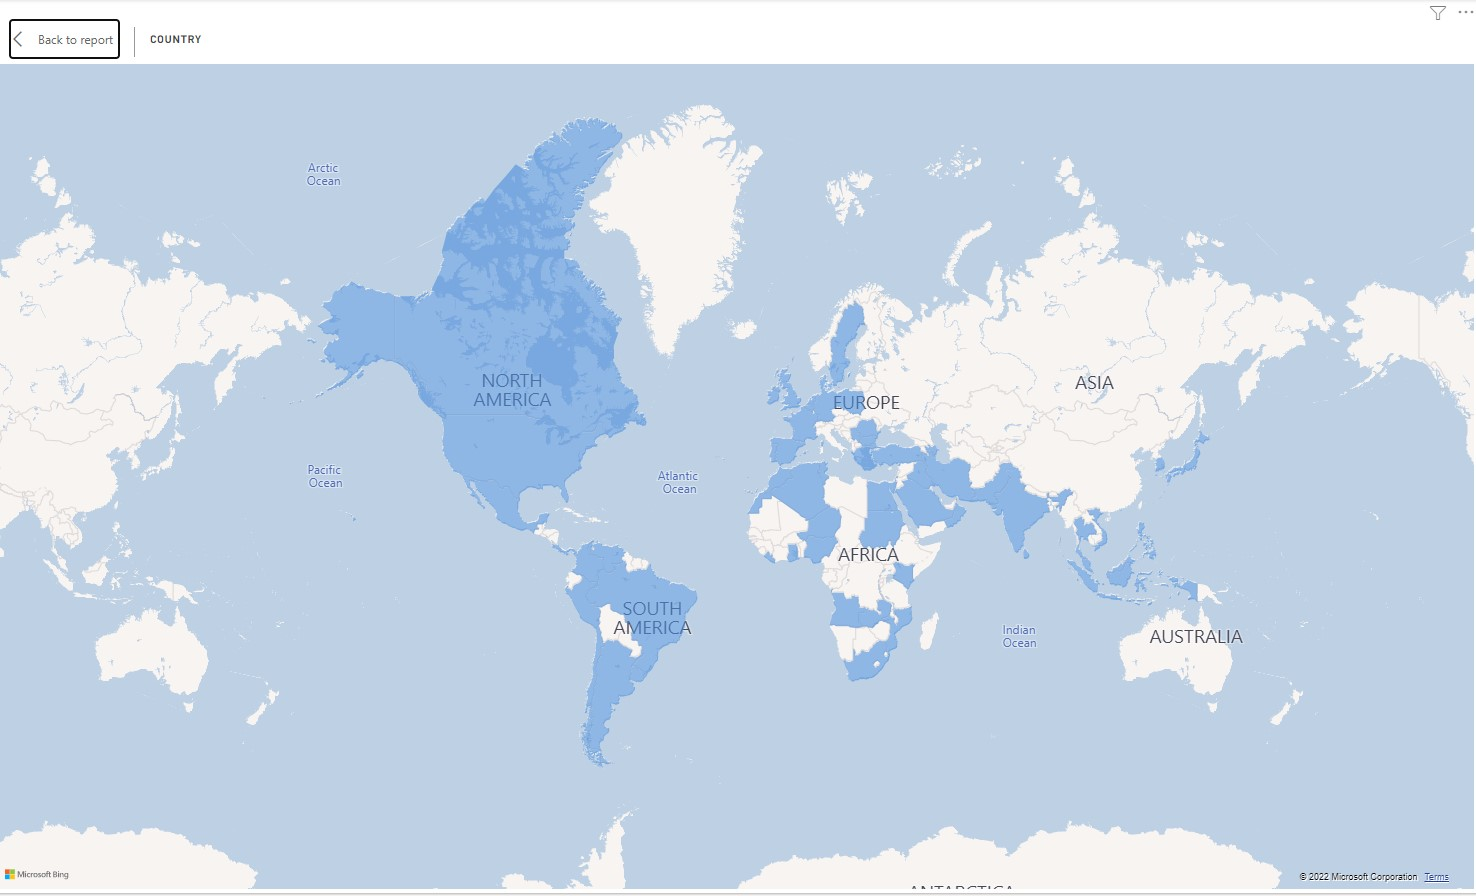 Back to report
COUNTRY
Arctic
Ocean
NORTH
AMERICA
EUROPE
ASIA
Pacific
Ocean
Atlantic
Ocean
AFRICA
SOUTH
AMERICA
Indian
Ocean
AUSTRALIA
Microsoft Bing
© 2022 Microsoft Corporation Terms
ANTARCTICA